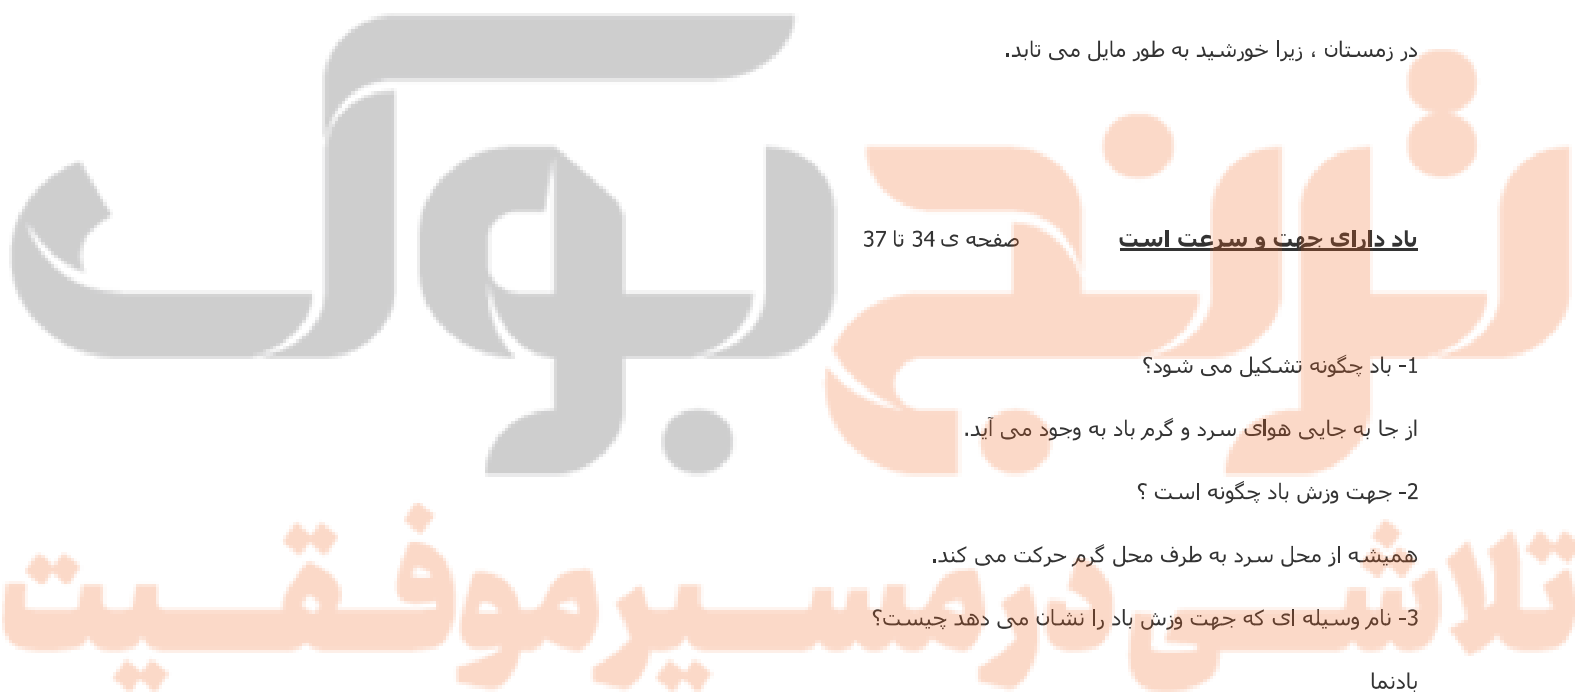 در زمستان ، زیرا خورشید به طور مایل می تابد.
باد دارای جهت و سرعت است صفحه ی 34 تا 37
1- باد چگونه تشکیل می شود؟
از جا به جایی هوای سرد و گرم باد به وجود می آید.
2- جهت وزش باد چگونه است ؟
همیشه از محل سرد به طرف محل گرم حرکت می کند.
3- نام وسیله ای که جهت وزش باد را نشان می دهد چیست؟
بادنما
ترنج بوک
تلاشی در مسیر موفقیت